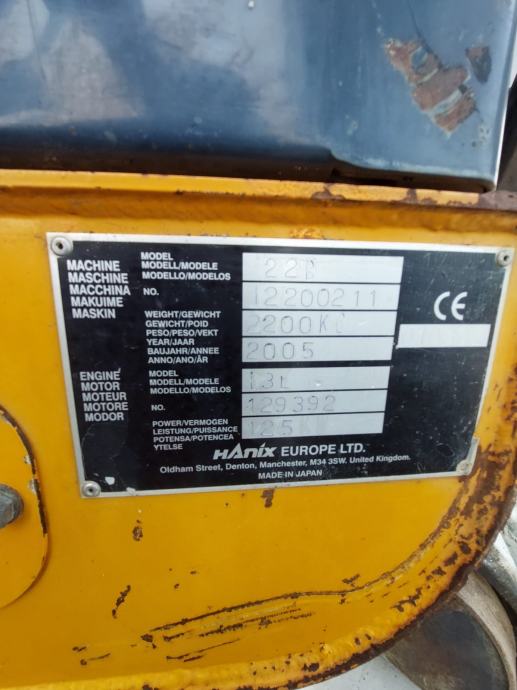 MACHINE
MASCHINE
MACCHINA
MAKUIME
MASKIN
MODEL
MODELL/MODELE
MODELLO/MODELOS
22B
NO.
12200211
WEIGHT/GEWICHT
GEWICHT/POID
PESO/PESO/VEKT
2200KG
YEAR/JAAR
BAUJAHR/ANNEE
ANNO/ANO/ÅR
2005
CE
ENGINE
MOTOR
MOTEUR
MOTORE
MODOR
MODEL
MODELL/MODELE
MODELLO/MODELOS
NO.
129392
POWER/VERMOGEN
LEISTUNG/PUISSANCE
POTENSA/POTENCEA
YTELSE
12.5
HANIX EUROPE LTD.
Oldham Street, Denton, Manchester, M34 3SW. United Kingdom.
MADE IN JAPAN